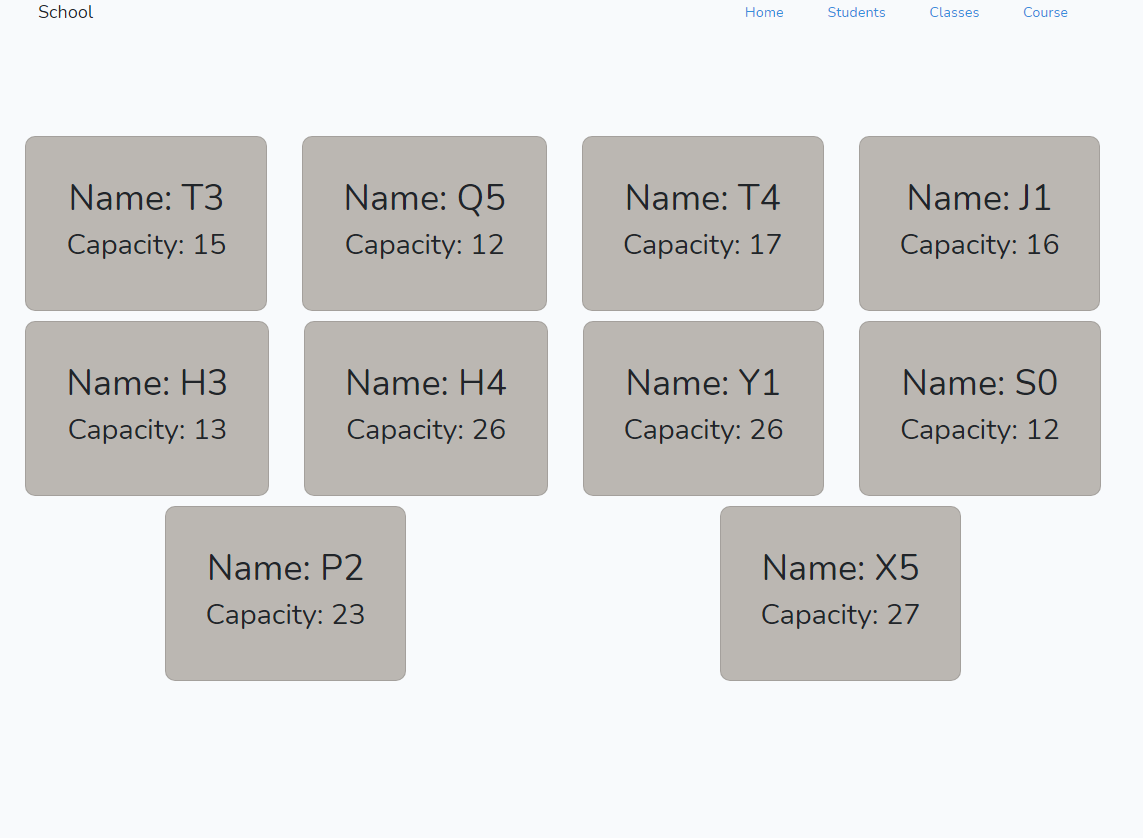 School
Home Students Classes Course
Name: T3
Capacity: 15
Name: Q5
Capacity: 12
Name: T4
Capacity: 17
Name: J1
Capacity: 16
Name: H3
Capacity: 13
Name: H4
Capacity: 26
Name: Y1
Capacity: 26
Name: S0
Capacity: 12
Name: P2
Capacity: 23
Name: X5
Capacity: 27